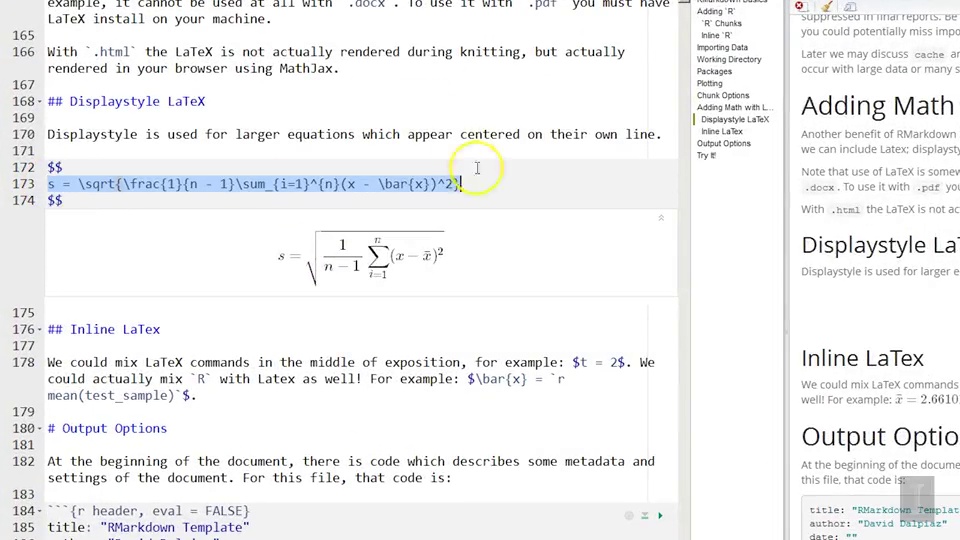 example, it cannot be used at all with `.docx`. To use it with `.pdf` you must have
LaTeX install on your machine.
165
166 With `.html` the LaTeX is not actually rendered during knitting, but actually
rendered in your browser using MathJax.
167
168 ## Displaystyle LaTeX
169
170 Displaystyle is used for larger equations which appear centered on their own line.
171
172 $$
173 s = \sqrt{\frac{1}{n - 1}\sum_{i=1}^{n}(x - \bar{x})^2}
174 $$
s = √ 1/(n − 1) ∑ i=1 n (x − x̄)²
175
176 ## Inline LaTex
177
178 We could mix LaTeX commands in the middle of exposition, for example: $t = 2$. We
could actually mix `R` with Latex as well! For example: $\bar{x} = `r
mean(test_sample)`$.
179
180 # Output Options
181
182 At the beginning of the document, there is code which describes some metadata and
settings of the document. For this file, that code is:
183
184 ```{r header, eval = FALSE}
185 title: "RMarkdown Template"
Adding `R`
`R` Chunks
Inline `R`
Importing Data
Working Directory
Packages
Plotting
Chunk Options
Adding Math with L...
Displaystyle LaTeX
Inline LaTex
Output Options
Try It!
suppressed in final reports. Be
you could potentially miss impo
Later we may discuss cache an
occur with large data or many s
Adding Math
Another benefit of RMarkdown
we can include Latex; displaysty
Note that use of LaTeX is somew
.docx. To use it with .pdf you
With .html the LaTeX is not ac
Displaystyle LaT
Displaystyle is used for larger e
Inline LaTex
We could mix LaTeX commands
well! For example: x̄ = 2.6610
Output Optio
At the beginning of the docume
this file, that code is:
title: "RMarkdown Templa
author: "David Dalpiaz"
date: ""